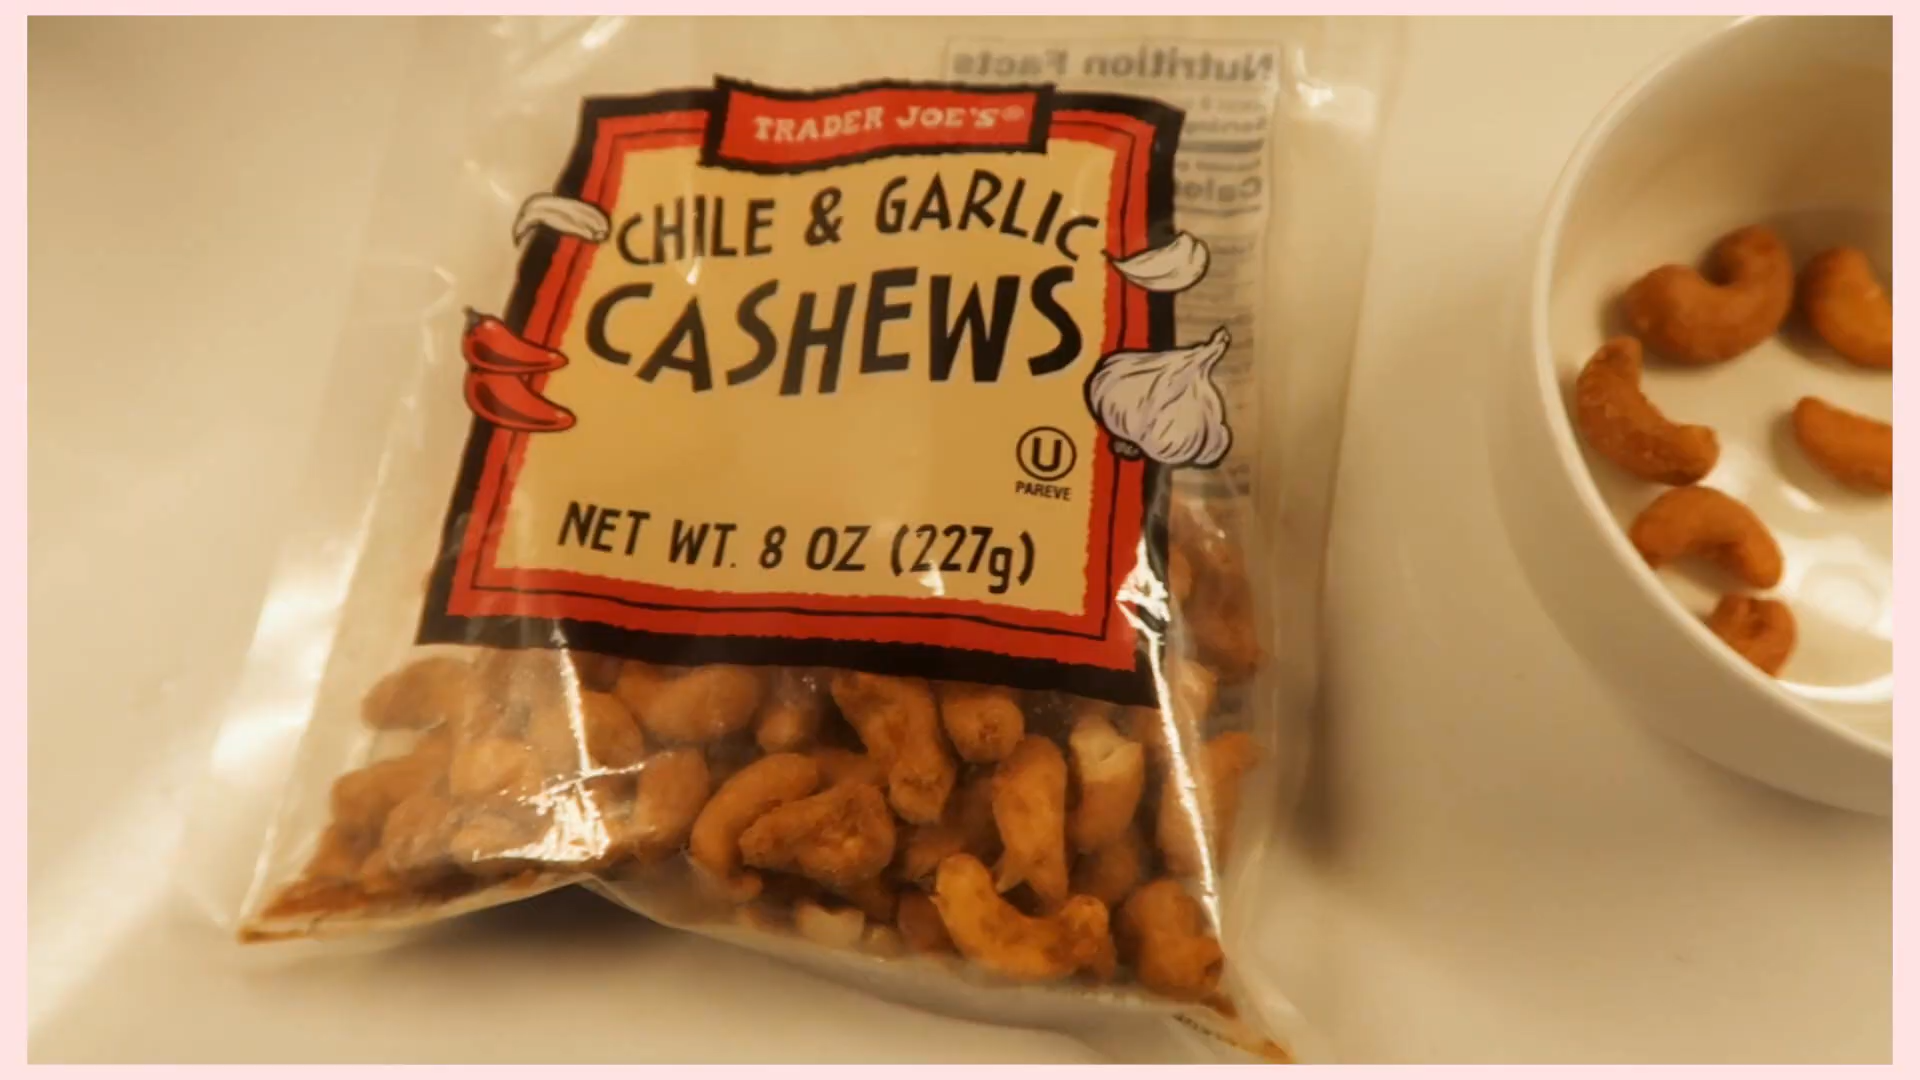 TRADER JOE'S®
CHILE & GARLIC
CASHEWS
U
PAREVE
NET WT. 8 OZ (227g)
Nutrition Facts